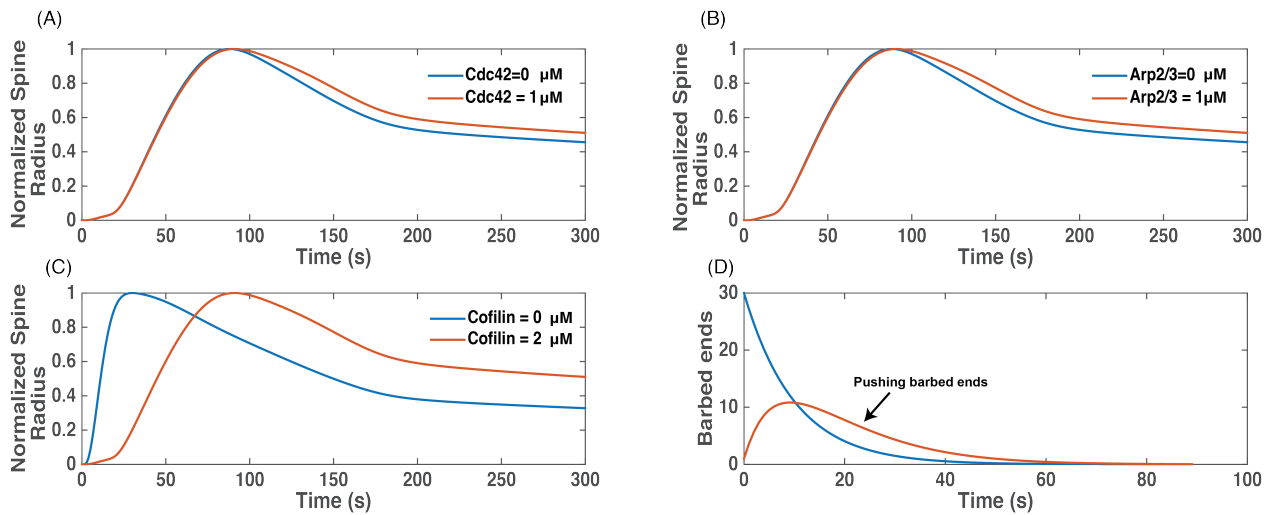 (A)
Normalized Spine
Radius
1
0.8
0.6
0.4
0.2
0
Cdc42=0 µM
Cdc42 = 1µM
0 50 100 150 200 250 300
Time (s)
(B)
Normalized Spine
Radius
1
0.8
0.6
0.4
0.2
0
Arp2/3=0 µM
Arp2/3 = 1µM
0 50 100 150 200 250 300
Time (s)
(C)
Normalized Spine
Radius
1
0.8
0.6
0.4
0.2
0
Cofilin = 0 µM
Cofilin = 2 µM
0 50 100 150 200 250 300
Time (s)
(D)
Barbed ends
30
20
10
0
Pushing barbed ends
0 20 40 60 80 100
Time (s)